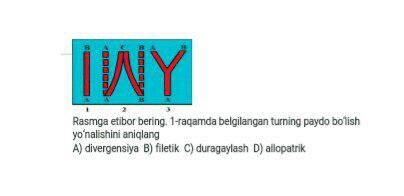 B A C B A B
A A B A
1 2 3
Rasmga etibor bering. 1-raqamda belgilangan turning paydo bo'lish
yo'nalishini aniqlang
A) divergensiya B) filetik C) duragaylash D) allopatrik